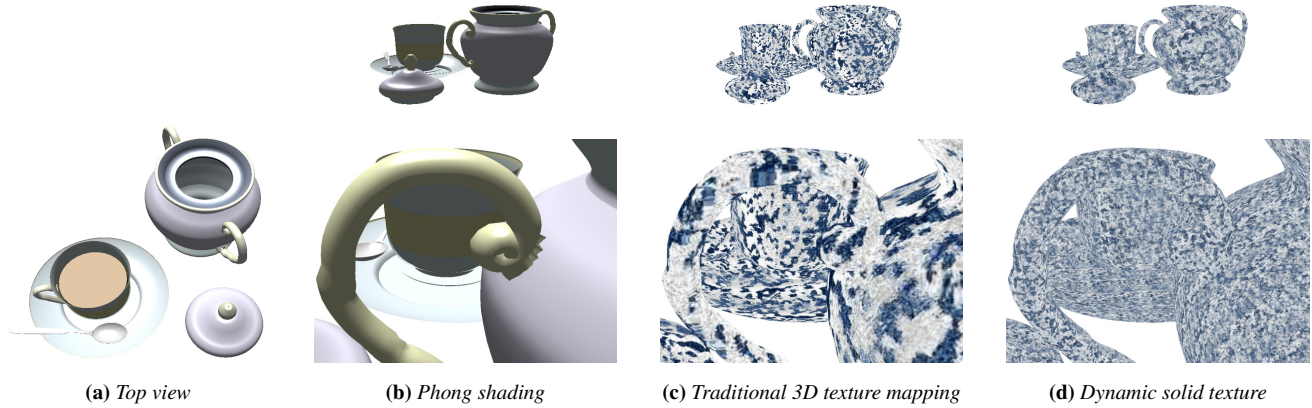 (a) Top view
(b) Phong shading
(c) Traditional 3D texture mapping
(d) Dynamic solid texture